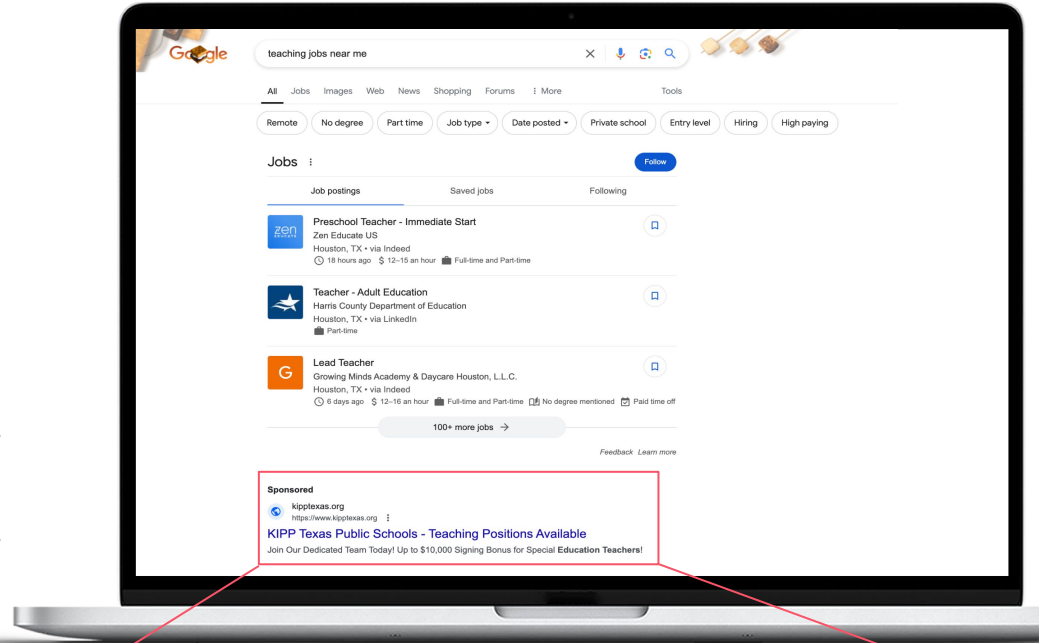 Google
teaching jobs near me
All Jobs Images Web News Shopping Forums More Tools
Remote No degree Part time Job type Date posted Private school Entry level Hiring High paying
Jobs
Follow
Job postings Saved jobs Following
zen
EDUCATE
Preschool Teacher - Immediate Start
Zen Educate US
Houston, TX • via Indeed
18 hours ago $ 12–15 an hour Full-time and Part-time
Teacher - Adult Education
Harris County Department of Education
Houston, TX • via LinkedIn
Part-time
G
Lead Teacher
Growing Minds Academy & Daycare Houston, L.L.C.
Houston, TX • via Indeed
6 days ago $ 12–16 an hour Full-time and Part-time No degree mentioned Paid time off
100+ more jobs →
Feedback Learn more
Sponsored
kipptexas.org
https://www.kipptexas.org
KIPP Texas Public Schools - Teaching Positions Available
Join Our Dedicated Team Today! Up to $10,000 Signing Bonus for Special Education Teachers!